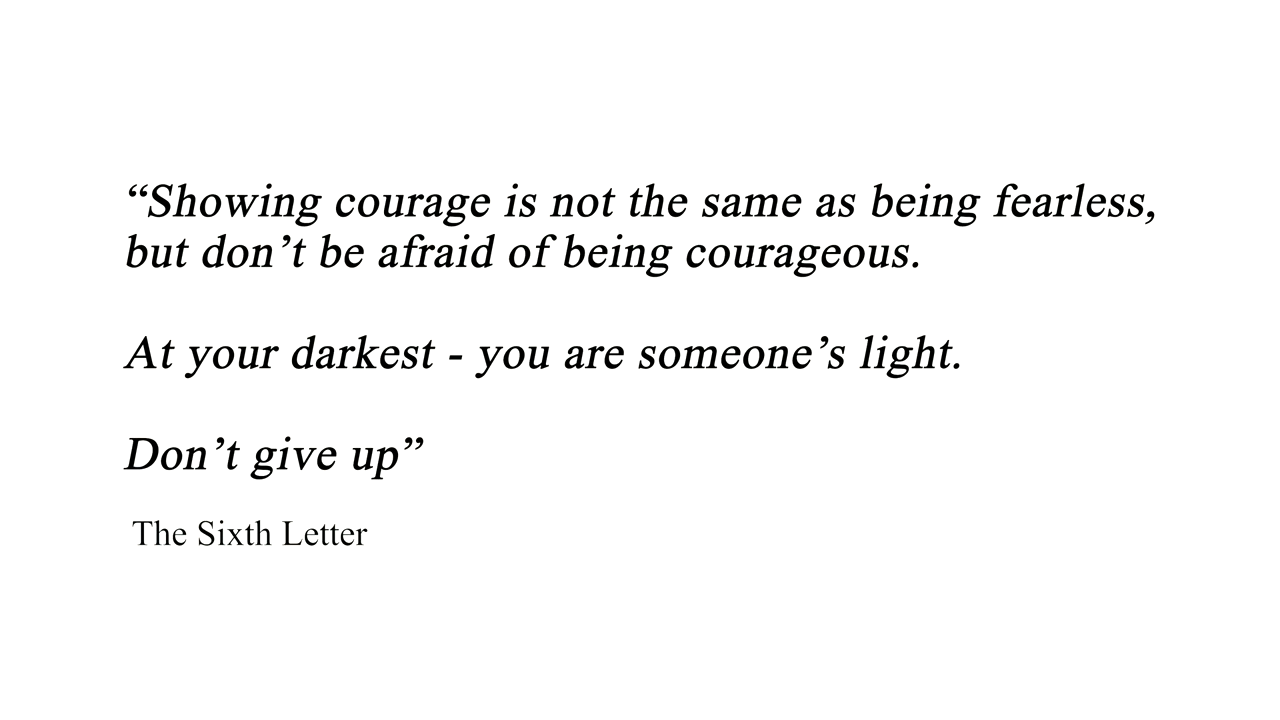 “Showing courage is not the same as being fearless,
but don’t be afraid of being courageous.
At your darkest - you are someone’s light.
Don’t give up”
The Sixth Letter